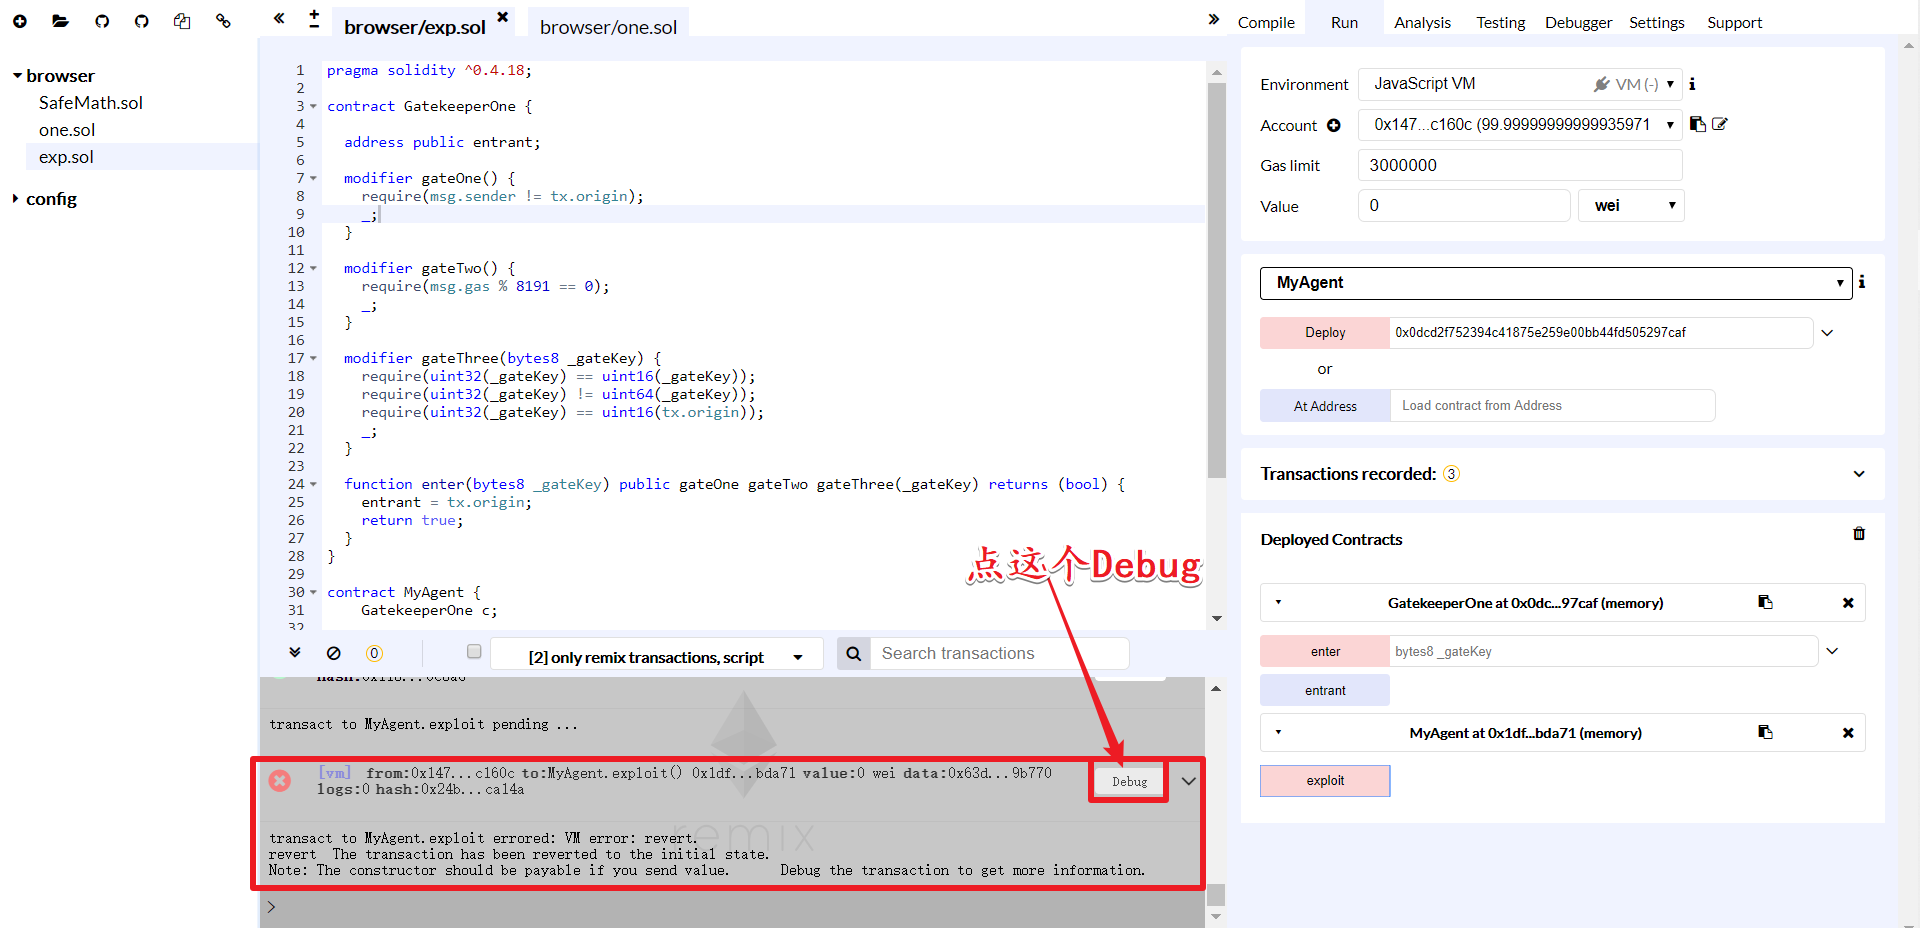 browser/exp.sol
browser/one.sol
Compile
Run
Analysis
Testing
Debugger
Settings
Support
browser
SafeMath.sol
one.sol
exp.sol
config
1 pragma solidity ^0.4.18;
2
3 contract GatekeeperOne {
4
5 address public entrant;
6
7 modifier gateOne() {
8 require(msg.sender != tx.origin);
9 _;
10 }
11
12 modifier gateTwo() {
13 require(msg.gas % 8191 == 0);
14 _;
15 }
16
17 modifier gateThree(bytes8 _gateKey) {
18 require(uint32(_gateKey) == uint16(_gateKey));
19 require(uint32(_gateKey) != uint64(_gateKey));
20 require(uint32(_gateKey) == uint16(tx.origin));
21 _;
22 }
23
24 function enter(bytes8 _gateKey) public gateOne gateTwo gateThree(_gateKey) returns (bool) {
25 entrant = tx.origin;
26 return true;
27 }
28 }
29
30 contract MyAgent {
31 GatekeeperOne c;
32
点这个Debug
0
[2] only remix transactions, script
Search transactions
transact to MyAgent.exploit pending ...
[vm] from:0x147...c160c to:MyAgent.exploit() 0x1df...bda71 value:0 wei data:0x63d...9b770
logs:0 hash:0x24b...ca14a
Debug
remix
transact to MyAgent.exploit errored: VM error: revert.
revert The transaction has been reverted to the initial state.
Note: The constructor should be payable if you send value. Debug the transaction to get more information.
>
Environment
JavaScript VM
VM (-)
Account
0x147...c160c (99.99999999999935971
Gas limit
3000000
Value
0
wei
MyAgent
Deploy
0x0dcd2f752394c41875e259e00bb44fd505297caf
or
At Address
Load contract from Address
Transactions recorded: 3
Deployed Contracts
GatekeeperOne at 0x0dc...97caf (memory)
enter
bytes8 _gateKey
entrant
MyAgent at 0x1df...bda71 (memory)
exploit